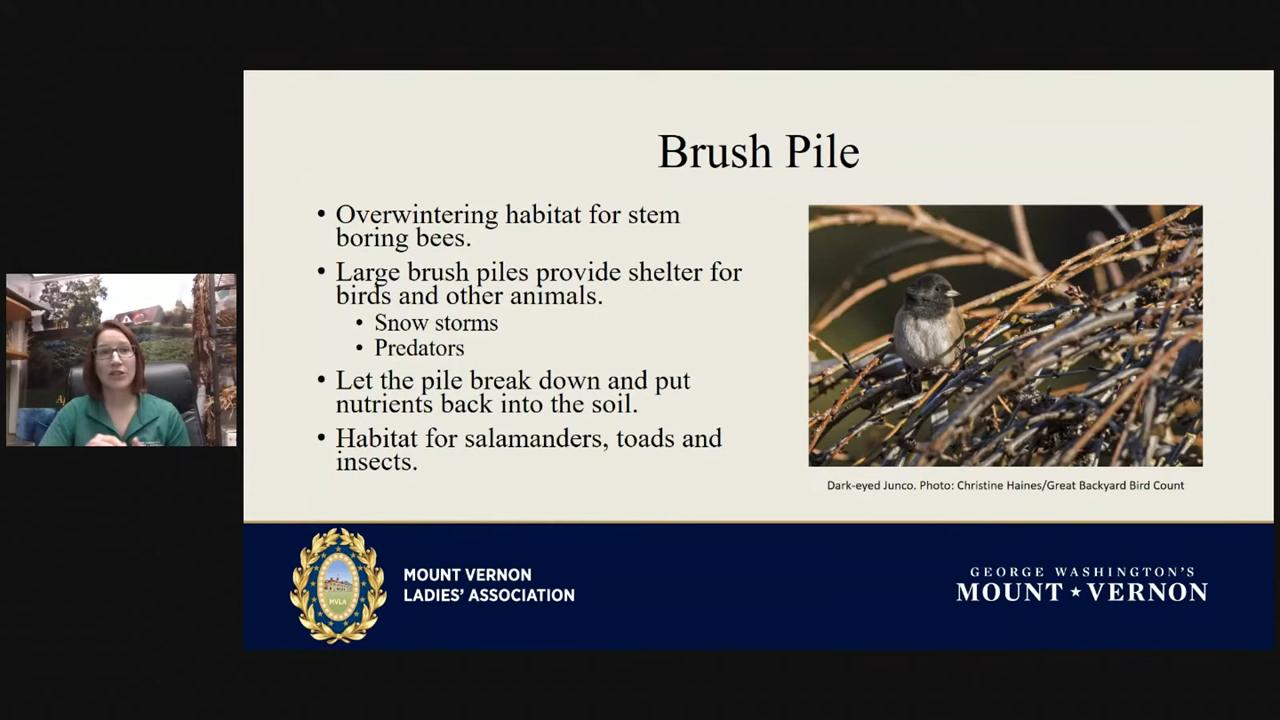 Brush Pile
• Overwintering habitat for stem
boring bees.
• Large brush piles provide shelter for
birds and other animals.
• Snow storms
• Predators
• Let the pile break down and put
nutrients back into the soil.
• Habitat for salamanders, toads and
insects.
Dark-eyed Junco. Photo: Christine Haines/Great Backyard Bird Count
MVLA
MOUNT VERNON
LADIES' ASSOCIATION
GEORGE WASHINGTON'S
MOUNT★VERNON